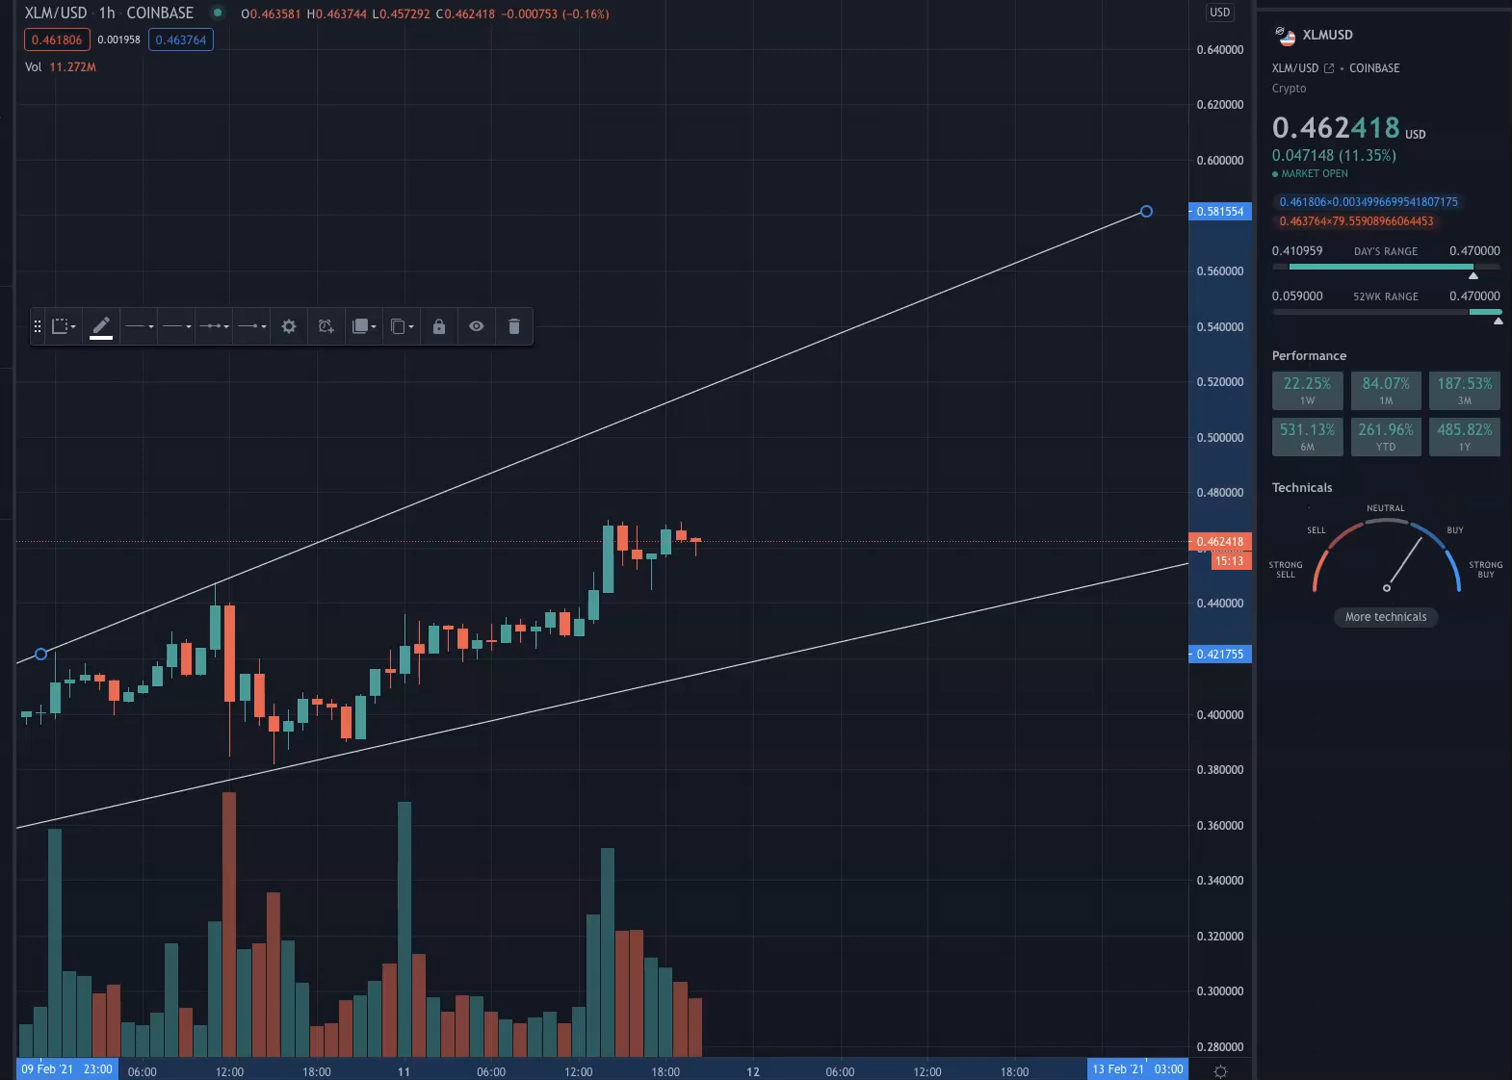 XLM/USD · 1h · COINBASE O0.463581 H0.463744 L0.457292 C0.462418 −0.000753 (−0.16%)
0.461806 0.001958 0.463764
Vol 11.272M
USD
0.640000
0.620000
0.600000
0.581554
0.560000
0.540000
0.520000
0.500000
0.480000
0.462418
15:13
0.440000
0.421755
0.400000
0.380000
0.360000
0.340000
0.320000
0.300000
0.280000
09 Feb '21 23:00 06:00 12:00 18:00 11 06:00 12:00 18:00 12 06:00 12:00 18:00 13 Feb '21 03:00
XLMUSD
XLM/USD • COINBASE
Crypto
0.462418 USD
0.047148 (11.35%)
● MARKET OPEN
0.461806×0.0034996699541807175
0.463764×79.55908966064453
0.410959 DAY'S RANGE 0.470000
0.059000 52WK RANGE 0.470000
Performance
22.25% 84.07% 187.53%
1W 1M 3M
531.13% 261.96% 485.82%
6M YTD 1Y
Technicals
NEUTRAL
SELL BUY
STRONG SELL STRONG BUY
More technicals